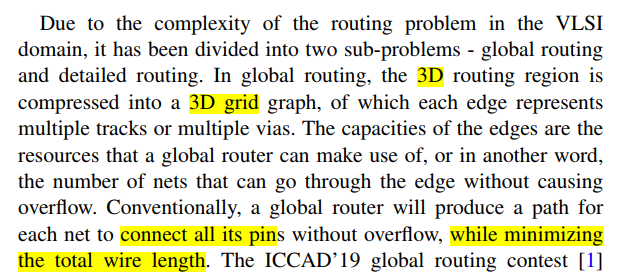 Due to the complexity of the routing problem in the VLSI
domain, it has been divided into two sub-problems - global routing
and detailed routing. In global routing, the 3D routing region is
compressed into a 3D grid graph, of which each edge represents
multiple tracks or multiple vias. The capacities of the edges are the
resources that a global router can make use of, or in another word,
the number of nets that can go through the edge without causing
overflow. Conventionally, a global router will produce a path for
each net to connect all its pins without overflow, while minimizing
the total wire length. The ICCAD'19 global routing contest [1]